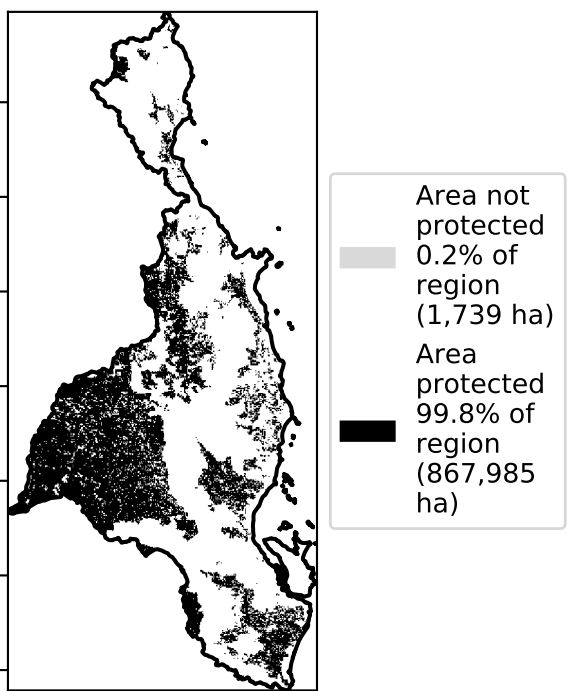 Area not
protected
0.2% of
region
(1,739 ha)
Area
protected
99.8% of
region
(867,985
ha)